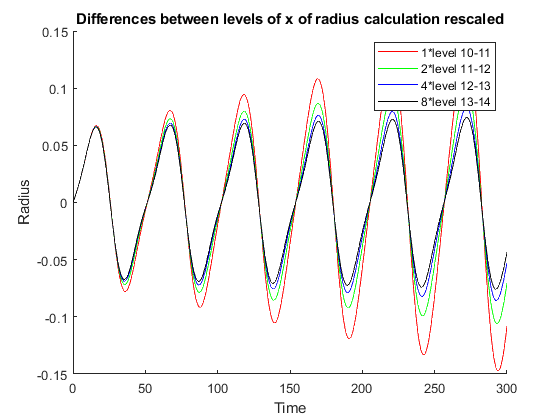 Differences between levels of x of radius calculation rescaled
0.15
0.1
0.05
0
-0.05
-0.1
-0.15
Radius
1*level 10-11
2*level 11-12
4*level 12-13
8*level 13-14
0 50 100 150 200 250 300
Time